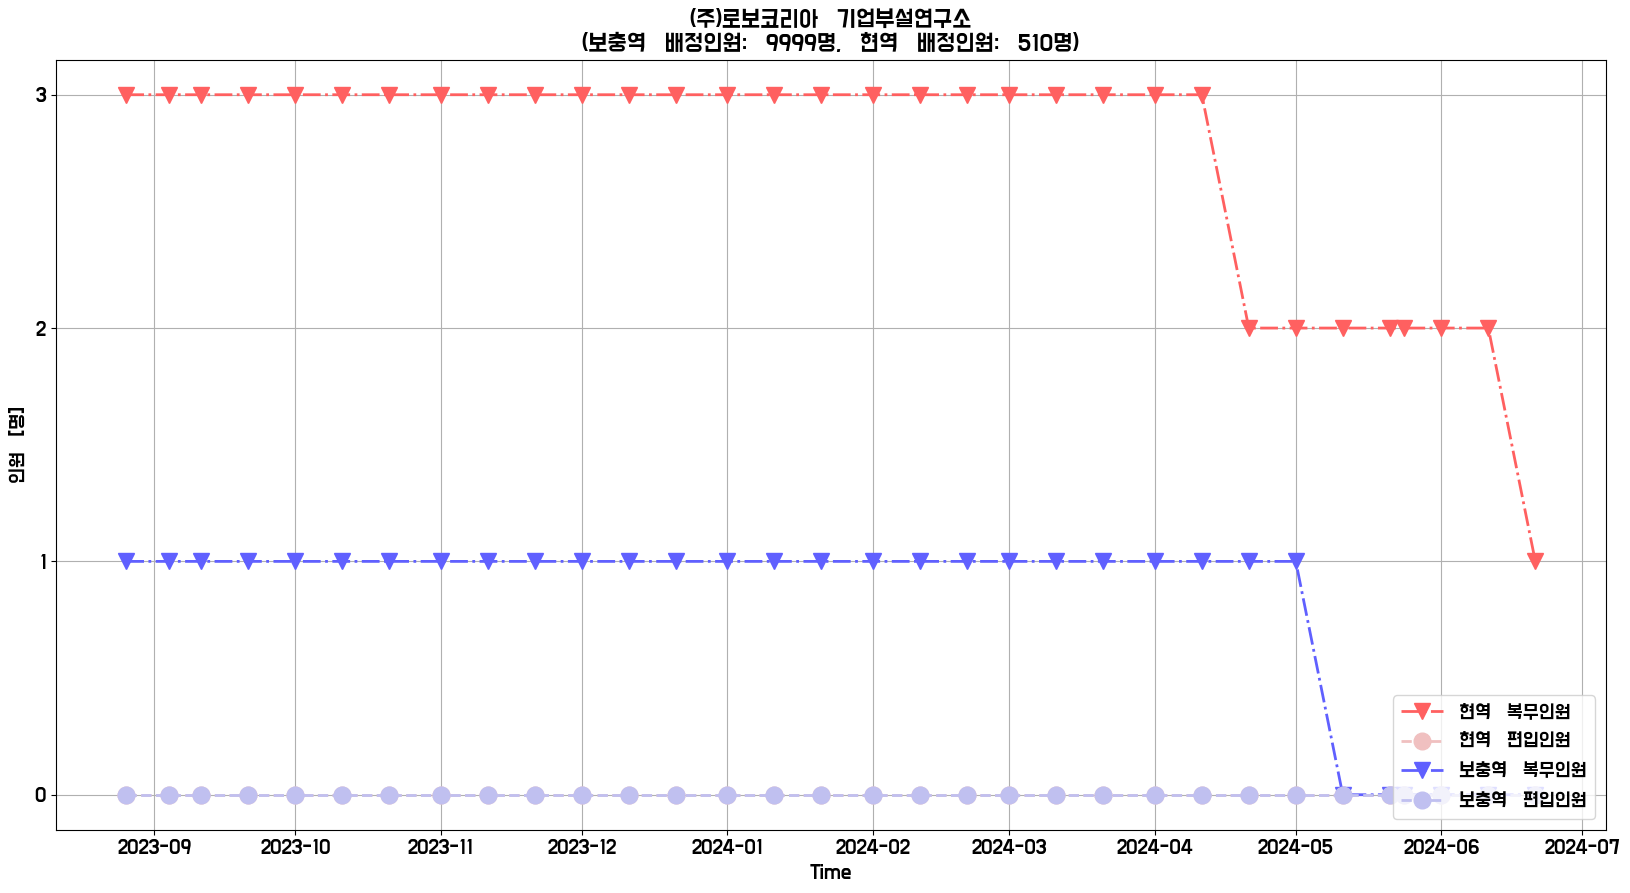 (주)로보코리아 기업부설연구소
(보충역 배정인원: 9999명, 현역 배정인원: 510명)
3
2
1
0
인원 [명]
2023-09 2023-10 2023-11 2023-12 2024-01 2024-02 2024-03 2024-04 2024-05 2024-06 2024-07
Time
현역 복무인원
현역 편입인원
보충역 복무인원
보충역 편입인원